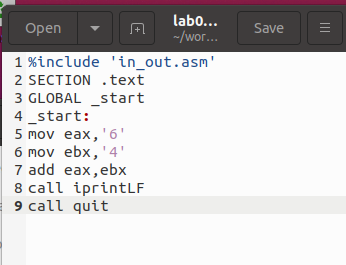 Open
lab0...
~/wor...
Save
1 %include 'in_out.asm'
2 SECTION .text
3 GLOBAL _start
4 _start:
5 mov eax,'6'
6 mov ebx,'4'
7 add eax,ebx
8 call iprintLF
9 call quit